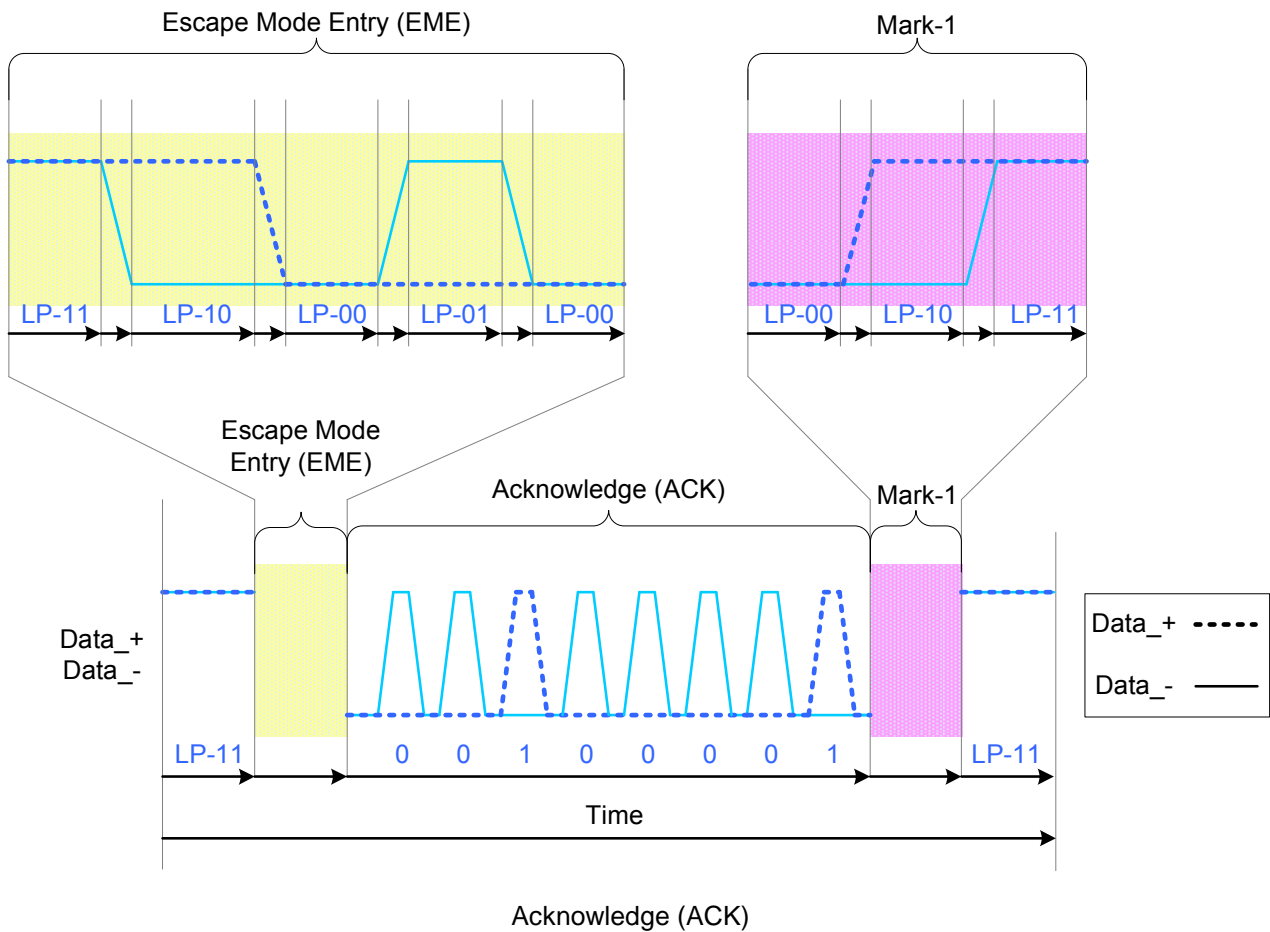 Escape Mode Entry (EME)
Mark-1
LP-11 LP-10 LP-00 LP-01 LP-00
LP-00 LP-10 LP-11
Escape Mode
Entry (EME)
Acknowledge (ACK)
Mark-1
Data_+
Data_-
Data_+
Data_-
LP-11 0 0 1 0 0 0 0 1 LP-11
Time
Acknowledge (ACK)